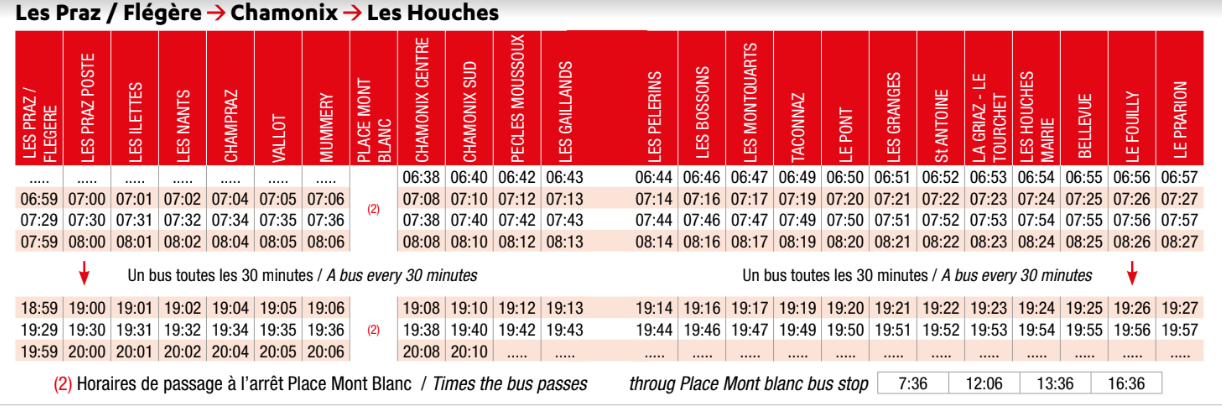 Les Praz / Flégère → Chamonix → Les Houches
LES PRAZ / FLEGERE LES PRAZ POSTE LES ILETTES LES NANTS CHAMPRAZ VALLOT MUMMERY PLACE MONT BLANC CHAMONIX CENTRE CHAMONIX SUD PECLES MOUSSOUX LES GALLANDS LES PELERINS LES BOSSONS LES MONTQUARTS TACONNAZ LE PONT LES GRANGES St ANTOINE LA GRIAZ - LE TOURCHET LES HOUCHES MAIRIE BELLEVUE LE FOUILLY LE PRARION
..... ..... ..... ..... ..... ..... ..... 06:38 06:40 06:42 06:43 06:44 06:46 06:47 06:49 06:50 06:51 06:52 06:53 06:54 06:55 06:56 06:57
06:59 07:00 07:01 07:02 07:04 07:05 07:06 (2) 07:08 07:10 07:12 07:13 07:14 07:16 07:17 07:19 07:20 07:21 07:22 07:23 07:24 07:25 07:26 07:27
07:29 07:30 07:31 07:32 07:34 07:35 07:36 07:38 07:40 07:42 07:43 07:44 07:46 07:47 07:49 07:50 07:51 07:52 07:53 07:54 07:55 07:56 07:57
07:59 08:00 08:01 08:02 08:04 08:05 08:06 08:08 08:10 08:12 08:13 08:14 08:16 08:17 08:19 08:20 08:21 08:22 08:23 08:24 08:25 08:26 08:27
Un bus toutes les 30 minutes / A bus every 30 minutes Un bus toutes les 30 minutes / A bus every 30 minutes
18:59 19:00 19:01 19:02 19:04 19:05 19:06 19:08 19:10 19:12 19:13 19:14 19:16 19:17 19:19 19:20 19:21 19:22 19:23 19:24 19:25 19:26 19:27
19:29 19:30 19:31 19:32 19:34 19:35 19:36 (2) 19:38 19:40 19:42 19:43 19:44 19:46 19:47 19:49 19:50 19:51 19:52 19:53 19:54 19:55 19:56 19:57
19:59 20:00 20:01 20:02 20:04 20:05 20:06 20:08 20:10 ..... ..... ..... ..... ..... ..... ..... ..... ..... ..... ..... ..... ..... .....
(2) Horaires de passage à l'arrêt Place Mont Blanc / Times the bus passes throug Place Mont blanc bus stop 7:36 12:06 13:36 16:36